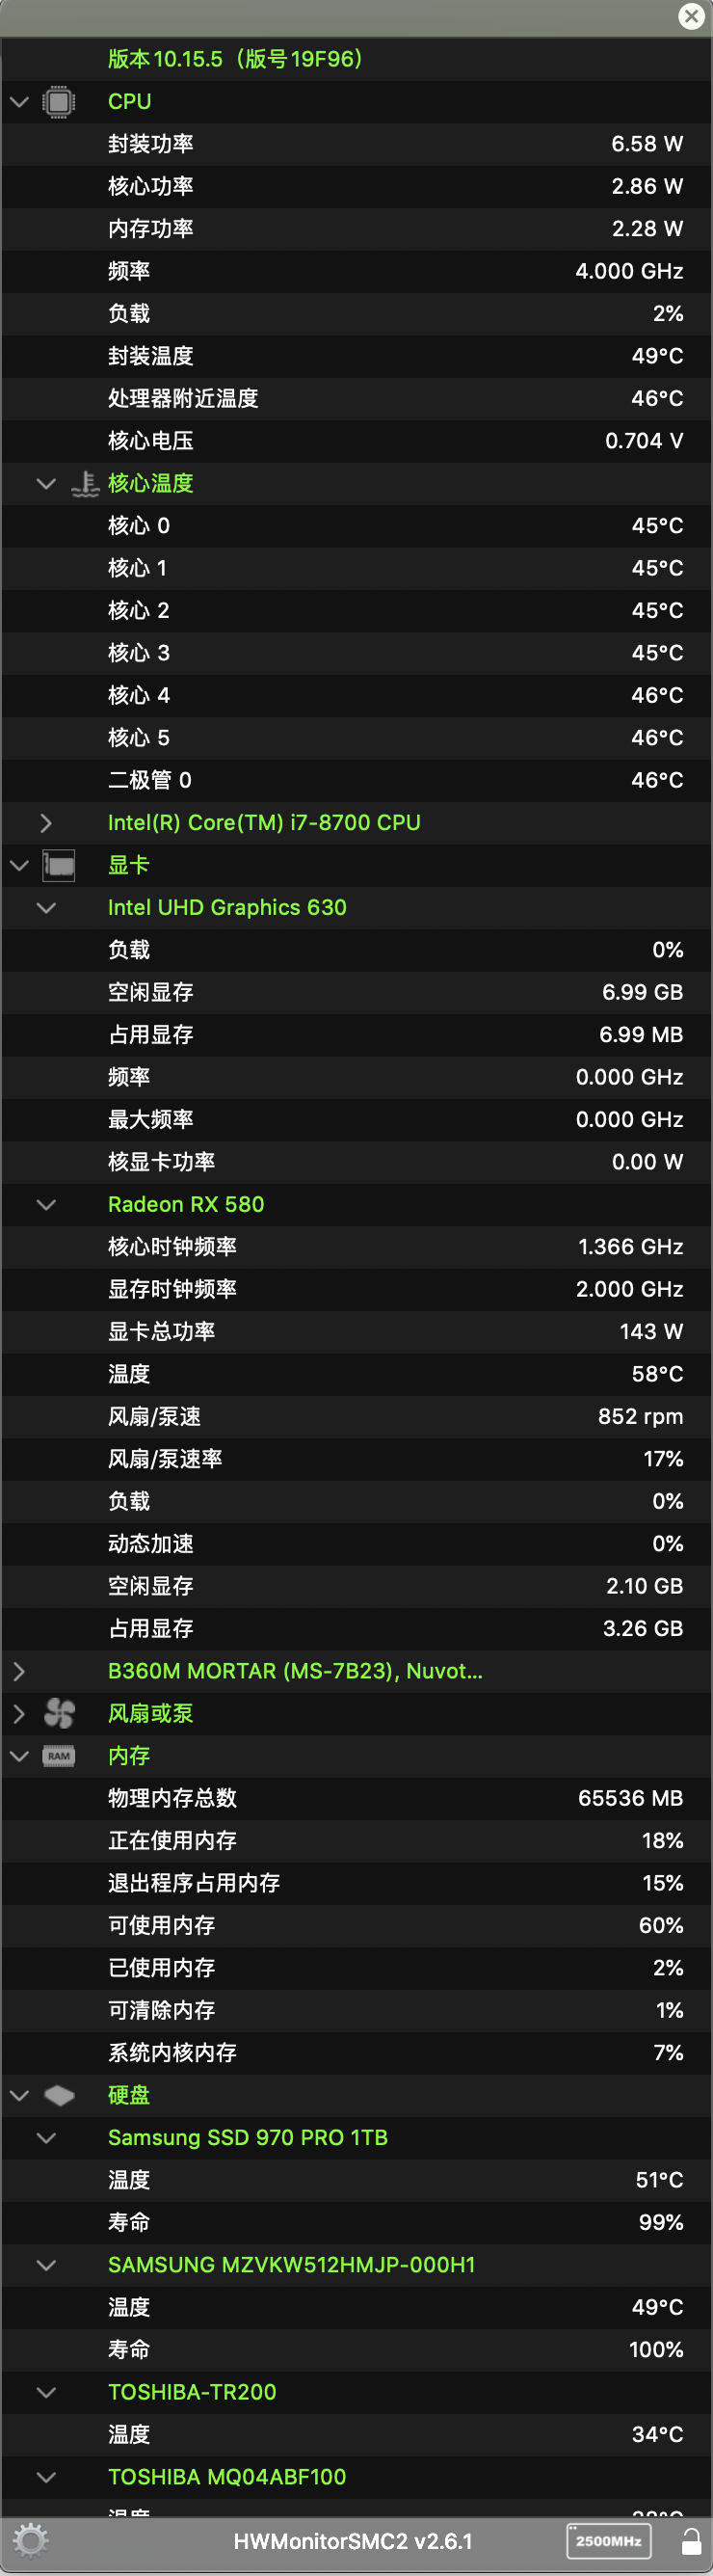 版本10.15.5（版号19F96）
CPU
封装功率 6.58 W
核心功率 2.86 W
内存功率 2.28 W
频率 4.000 GHz
负载 2%
封装温度 49°C
处理器附近温度 46°C
核心电压 0.704 V
核心温度
核心 0 45°C
核心 1 45°C
核心 2 45°C
核心 3 45°C
核心 4 46°C
核心 5 46°C
二极管 0 46°C
Intel(R) Core(TM) i7-8700 CPU
显卡
Intel UHD Graphics 630
负载 0%
空闲显存 6.99 GB
占用显存 6.99 MB
频率 0.000 GHz
最大频率 0.000 GHz
核显卡功率 0.00 W
Radeon RX 580
核心时钟频率 1.366 GHz
显存时钟频率 2.000 GHz
显卡总功率 143 W
温度 58°C
风扇/泵速 852 rpm
风扇/泵速率 17%
负载 0%
动态加速 0%
空闲显存 2.10 GB
占用显存 3.26 GB
B360M MORTAR (MS-7B23), Nuvot...
风扇或泵
RAM 内存
物理内存总数 65536 MB
正在使用内存 18%
退出程序占用内存 15%
可使用内存 60%
已使用内存 2%
可清除内存 1%
系统内核内存 7%
硬盘
Samsung SSD 970 PRO 1TB
温度 51°C
寿命 99%
SAMSUNG MZVKW512HMJP-000H1
温度 49°C
寿命 100%
TOSHIBA-TR200
温度 34°C
TOSHIBA MQ04ABF100
HWMonitorSMC2 v2.6.1 2500MHz